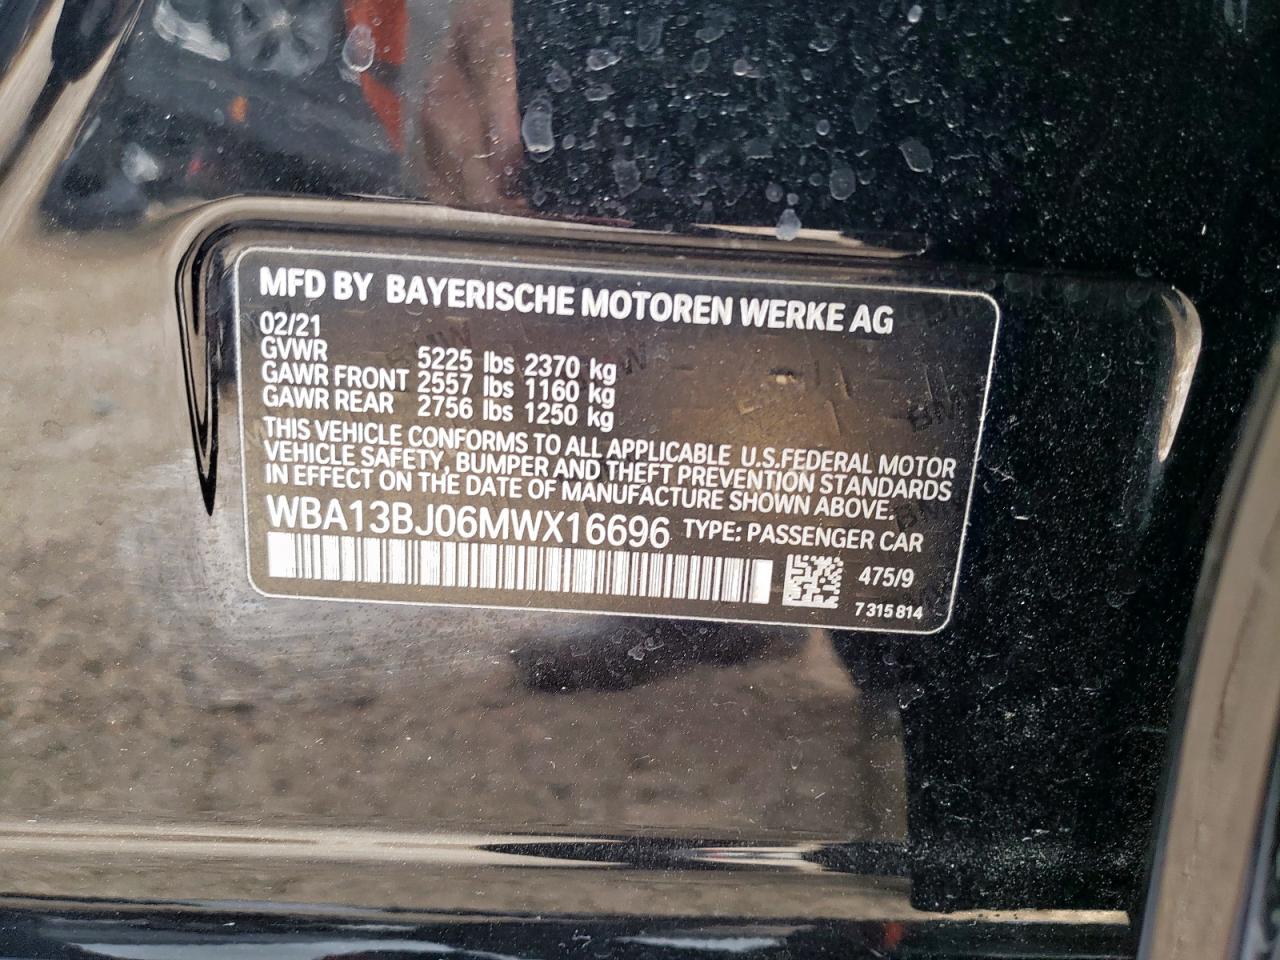 MFD BY BAYERISCHE MOTOREN WERKE AG
02/21
GVWR 5225 lbs 2370 kg
GAWR FRONT 2557 lbs 1160 kg
GAWR REAR 2756 lbs 1250 kg
THIS VEHICLE CONFORMS TO ALL APPLICABLE U.S.FEDERAL MOTOR
VEHICLE SAFETY, BUMPER AND THEFT PREVENTION STANDARDS
IN EFFECT ON THE DATE OF MANUFACTURE SHOWN ABOVE.
WBA13BJ06MWX16696 TYPE: PASSENGER CAR
475/9
7 315 814